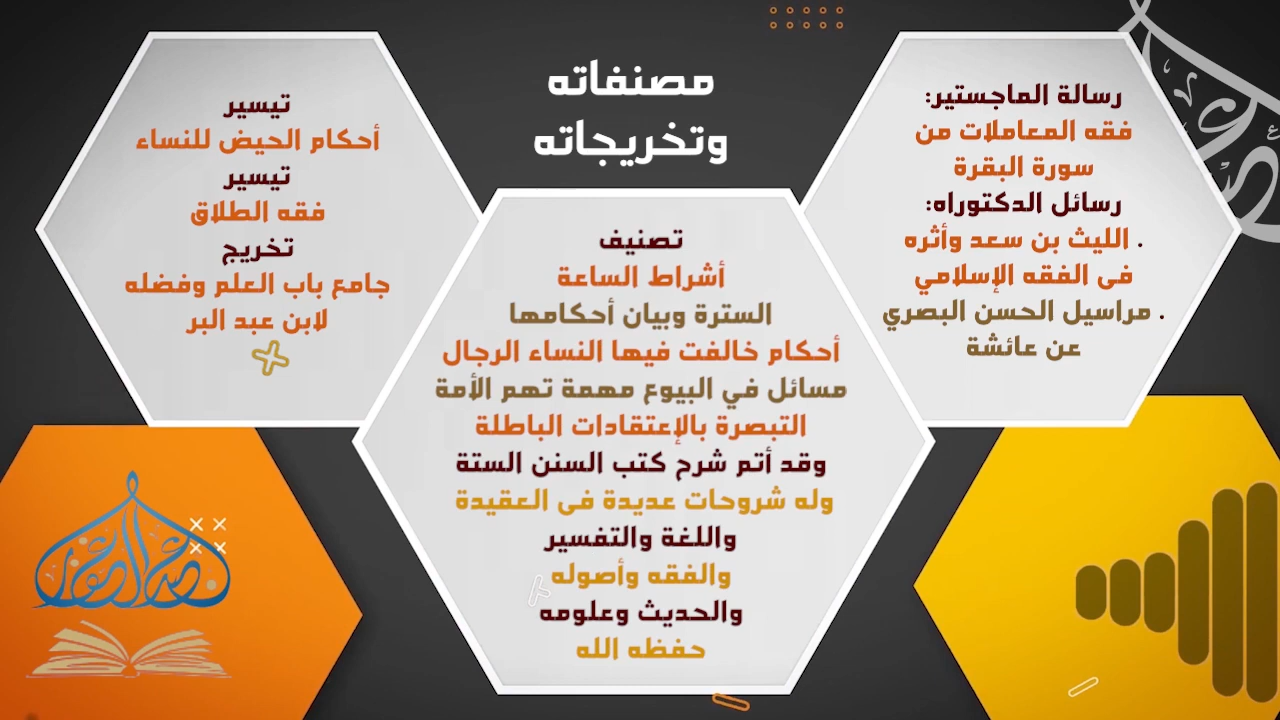 مصنفاته
وتخريجاته
رسالة الماجستير:
فقه المعاملات من
سورة البقرة
رسائل الدكتوراه:
. الليث بن سعد وأثره
فى الفقه الإسلامي
. مراسيل الحسن البصري
عن عائشة
تصنيف
أشراط الساعة
السترة وبيان أحكامها
أحكام خالفت فيها النساء الرجال
مسائل في البيوع مهمة تهم الأمة
التبصرة بالإعتقادات الباطلة
وقد أتم شرح كتب السنن الستة
وله شروحات عديدة فى العقيدة
واللغة والتفسير
والفقه وأصوله
والحديث وعلومه
حفظه الله
تيسير
أحكام الحيض للنساء
تيسير
فقه الطلاق
تخريج
جامع باب العلم وفضله
لابن عبد البر